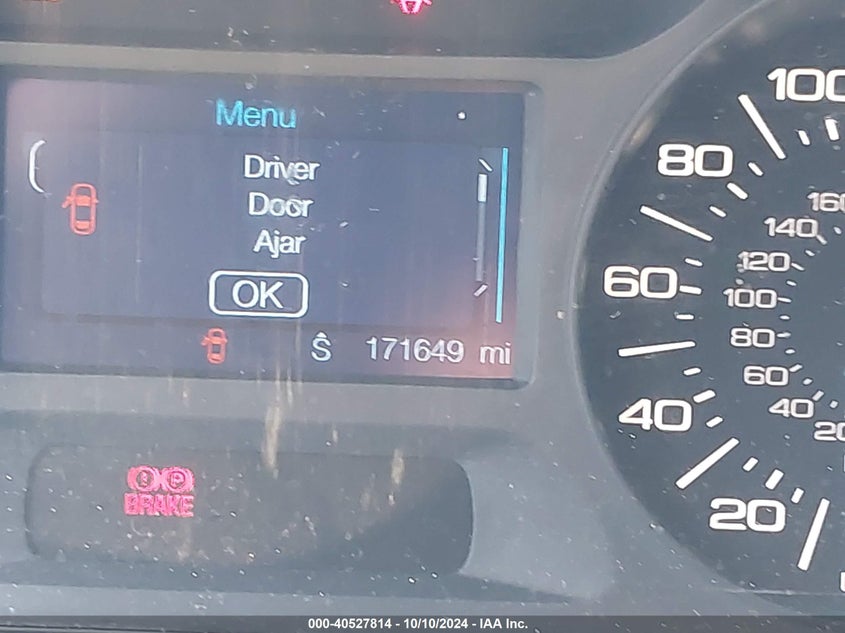 Menu
Driver
Door
Ajar
OK
Ŝ 171649 mi
(!) (P)
BRAKE
100
80
60
40
20
160
140
120
100
80
60
40
20
000-40527814 - 10/10/2024 - IAA Inc.